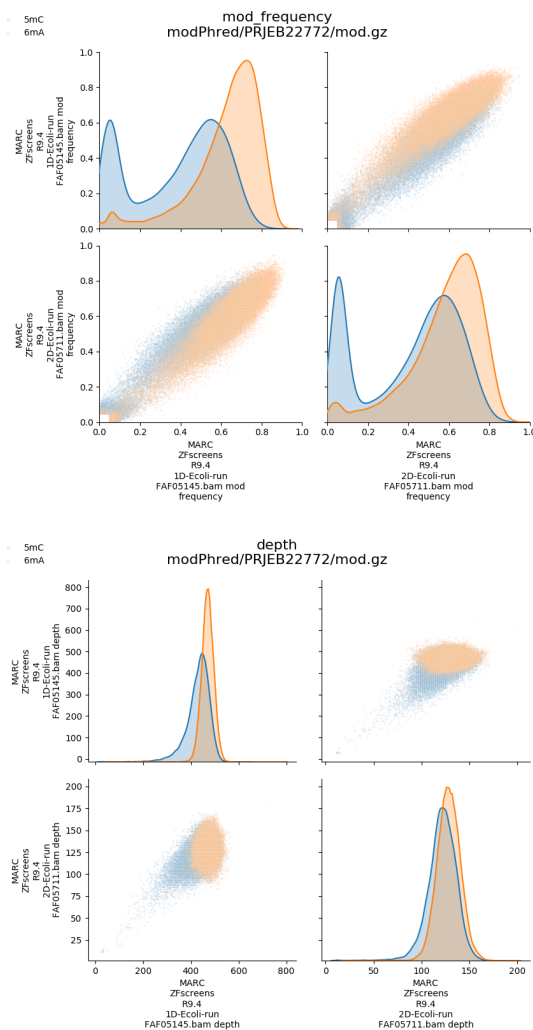 5mC
6mA
mod_frequency
modPhred/PRJEB22772/mod.gz
1.0
0.8
0.6
0.4
0.2
0.0
MARC
ZFscreens
R9.4
1D-Ecoli-run
FAF05145.bam mod
frequency
1.0
0.8
0.6
0.4
0.2
0.0
MARC
ZFscreens
R9.4
2D-Ecoli-run
FAF05711.bam mod
frequency
0.0 0.2 0.4 0.6 0.8 1.0
MARC
ZFscreens
R9.4
1D-Ecoli-run
FAF05145.bam mod
frequency
0.0 0.2 0.4 0.6 0.8 1.0
MARC
ZFscreens
R9.4
2D-Ecoli-run
FAF05711.bam mod
frequency
5mC
6mA
depth
modPhred/PRJEB22772/mod.gz
800
700
600
500
400
300
200
100
0
MARC
ZFscreens
R9.4
1D-Ecoli-run
FAF05145.bam depth
200
175
150
125
100
75
50
25
MARC
ZFscreens
R9.4
2D-Ecoli-run
FAF05711.bam depth
0 200 400 600 800
MARC
ZFscreens
R9.4
1D-Ecoli-run
FAF05145.bam depth
0 50 100 150 200
MARC
ZFscreens
R9.4
2D-Ecoli-run
FAF05711.bam depth